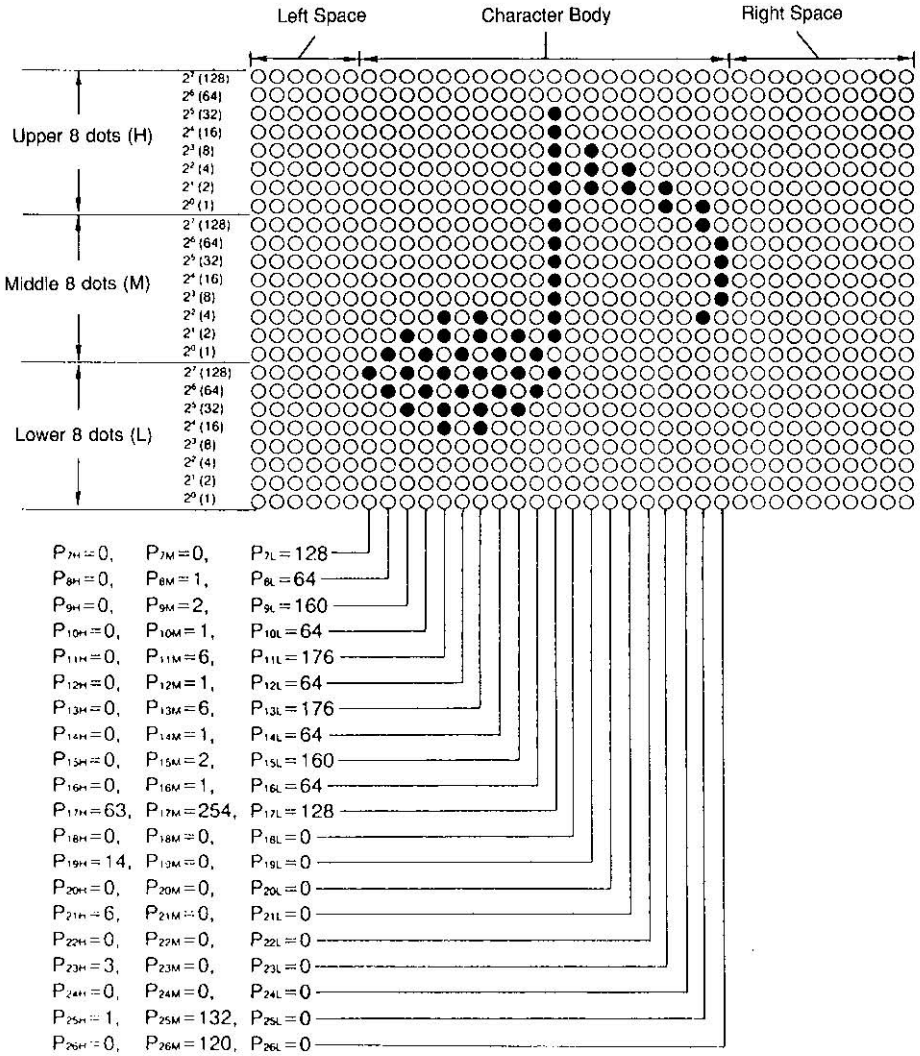 Left Space Character Body Right Space
2⁷ (128)
2⁶ (64)
2⁵ (32)
2⁴ (16)
Upper 8 dots (H)
2³ (8)
2² (4)
2¹ (2)
2⁰ (1)
2⁷ (128)
2⁶ (64)
2⁵ (32)
Middle 8 dots (M)
2⁴ (16)
2³ (8)
2² (4)
2¹ (2)
2⁰ (1)
2⁷ (128)
2⁶ (64)
2⁵ (32)
Lower 8 dots (L)
2⁴ (16)
2³ (8)
2² (4)
2¹ (2)
2⁰ (1)
P7H=0, P7M=0, P7L=128
P8H=0, P8M=1, P8L=64
P9H=0, P9M=2, P9L=160
P10H=0, P10M=1, P10L=64
P11H=0, P11M=6, P11L=176
P12H=0, P12M=1, P12L=64
P13H=0, P13M=6, P13L=176
P14H=0, P14M=1, P14L=64
P15H=0, P15M=2, P15L=160
P16H=0, P16M=1, P16L=64
P17H=63, P17M=254, P17L=128
P18H=0, P18M=0, P18L=0
P19H=14, P19M=0, P19L=0
P20H=0, P20M=0, P20L=0
P21H=6, P21M=0, P21L=0
P22H=0, P22M=0, P22L=0
P23H=3, P23M=0, P23L=0
P24H=0, P24M=0, P24L=0
P25H=1, P25M=132, P25L=0
P26H=0, P26M=120, P26L=0